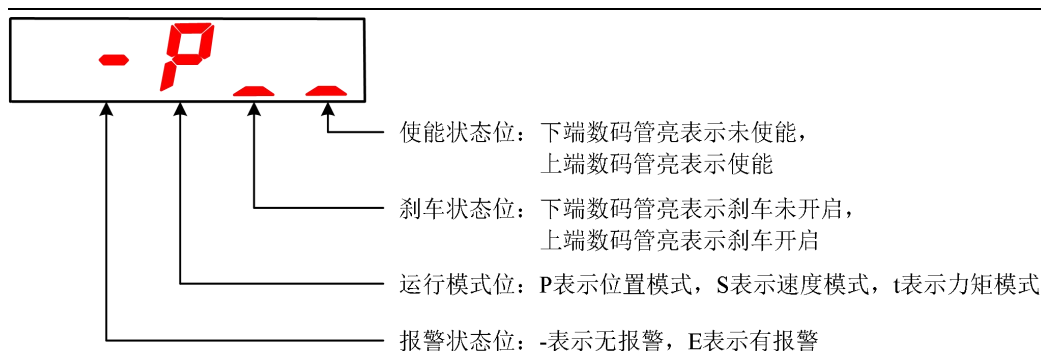 -P__
使能状态位：下端数码管亮表示未使能，
上端数码管亮表示使能
刹车状态位：下端数码管亮表示刹车未开启，
上端数码管亮表示刹车开启
运行模式位：P表示位置模式，S表示速度模式，t表示力矩模式
报警状态位：-表示无报警，E表示有报警